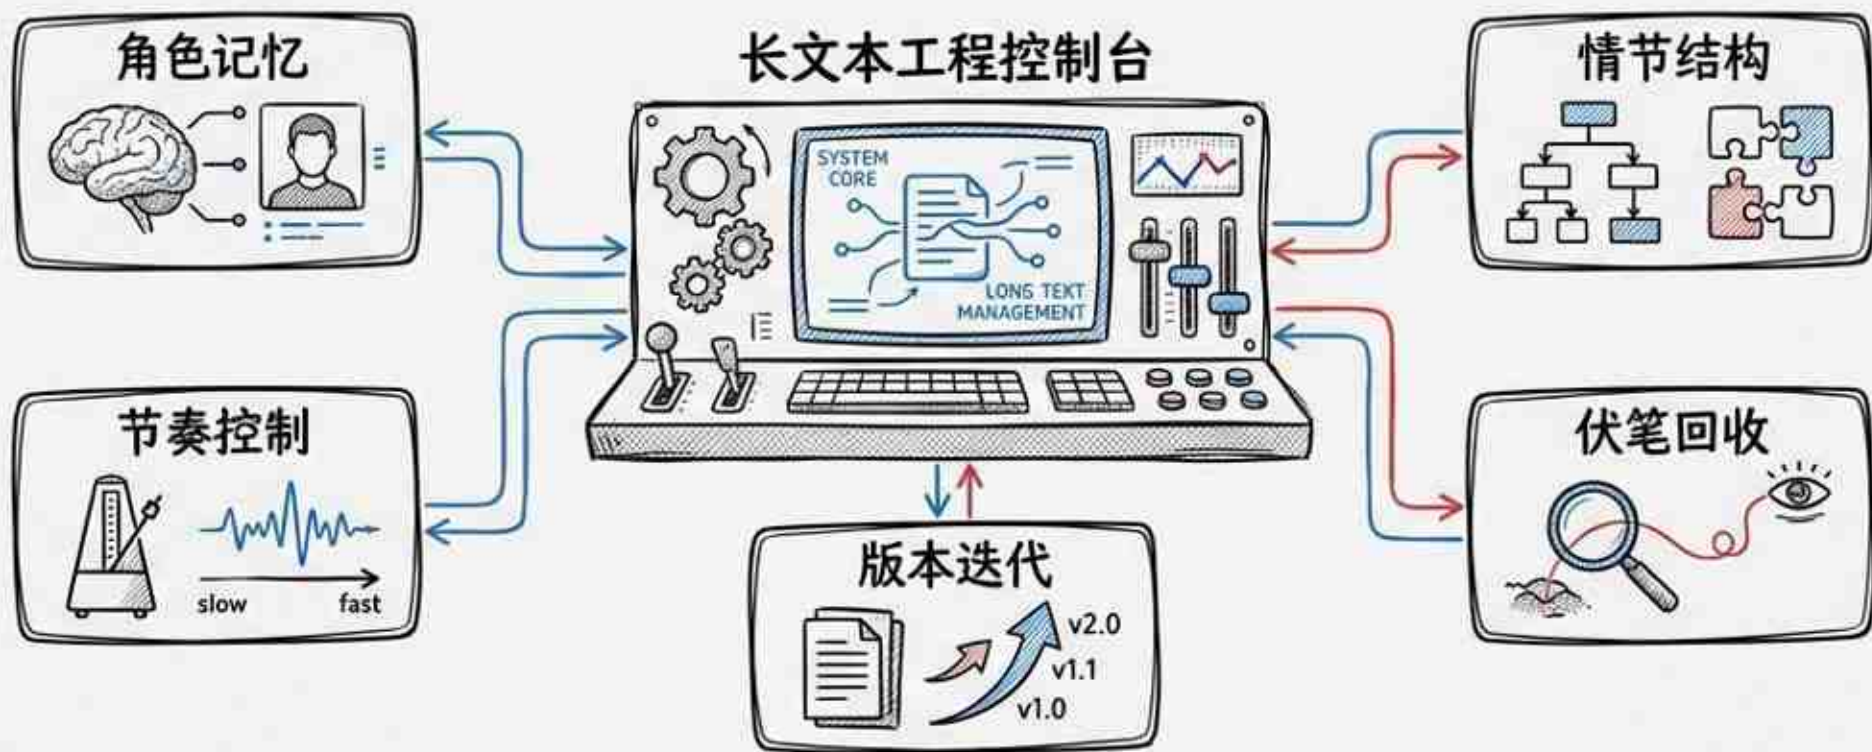 角色记忆
长文本工程控制台
情节结构
SYSTEM
CORE
LONG TEXT
MANAGEMENT
节奏控制
slow
fast
版本迭代
v2.0
v1.1
v1.0
伏笔回收